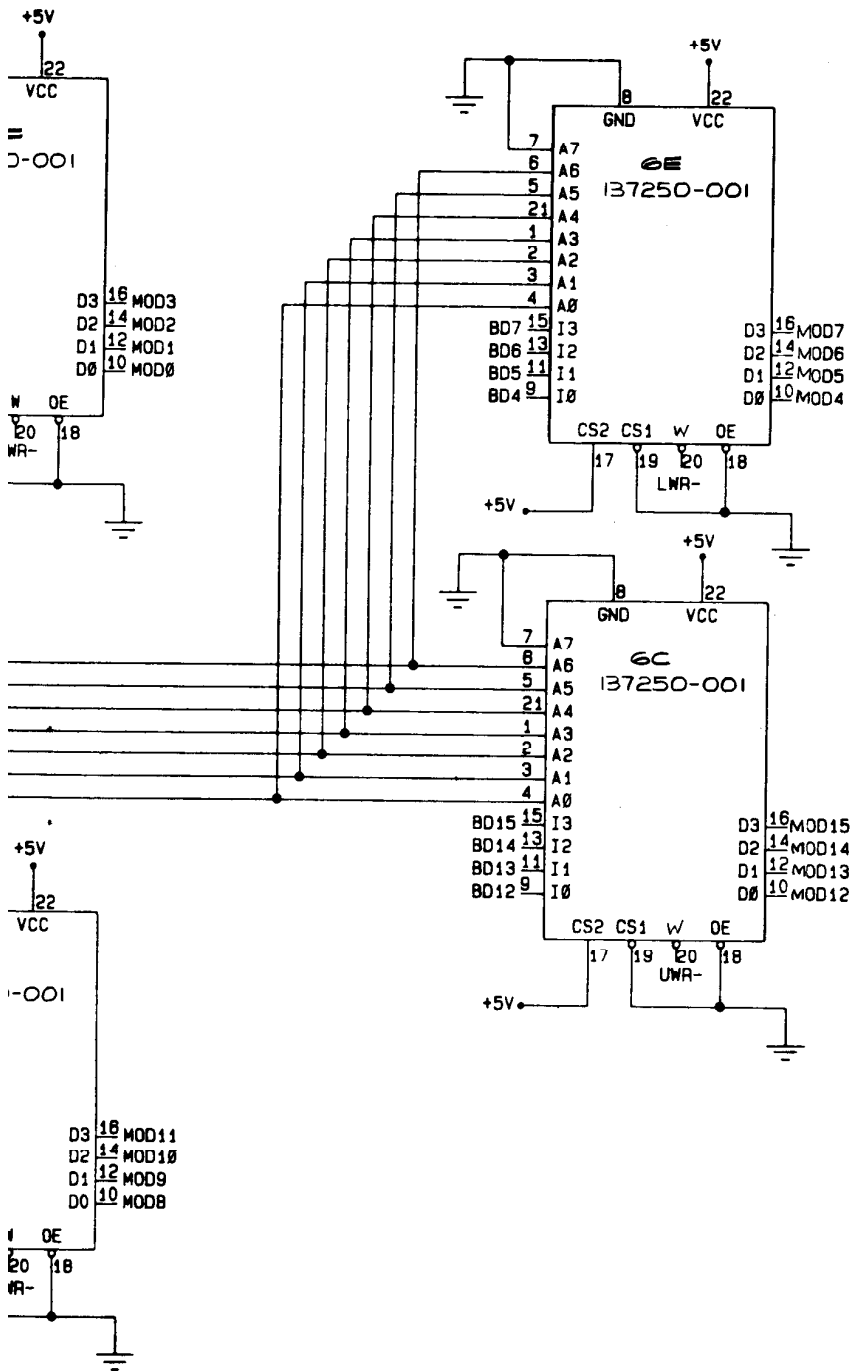 +5V
22
VCC
-001
D3 16 MOD3
D2 14 MOD2
D1 12 MOD1
DØ 10 MODØ
W OE
20 18
WR-
+5V
8 22
GND VCC
6E
137250-001
7 A7
6 A6
5 A5
21 A4
1 A3
2 A2
3 A1
4 AØ
BD7 15 I3
BD6 13 I2
BD5 11 I1
BD4 9 IØ
D3 16 MOD7
D2 14 MOD6
D1 12 MOD5
DØ 10 MOD4
CS2 CS1 W OE
17 19 20 18
LWR-
+5V
+5V
8 22
GND VCC
6C
137250-001
7 A7
6 A6
5 A5
21 A4
1 A3
2 A2
3 A1
4 AØ
BD15 15 I3
BD14 13 I2
BD13 11 I1
BD12 9 IØ
D3 16 MOD15
D2 14 MOD14
D1 12 MOD13
DØ 10 MOD12
CS2 CS1 W OE
17 19 20 18
UWR-
+5V
+5V
22
VCC
-001
D3 16 MOD11
D2 14 MOD1Ø
D1 12 MOD9
D0 10 MOD8
OE
20 18
WR-